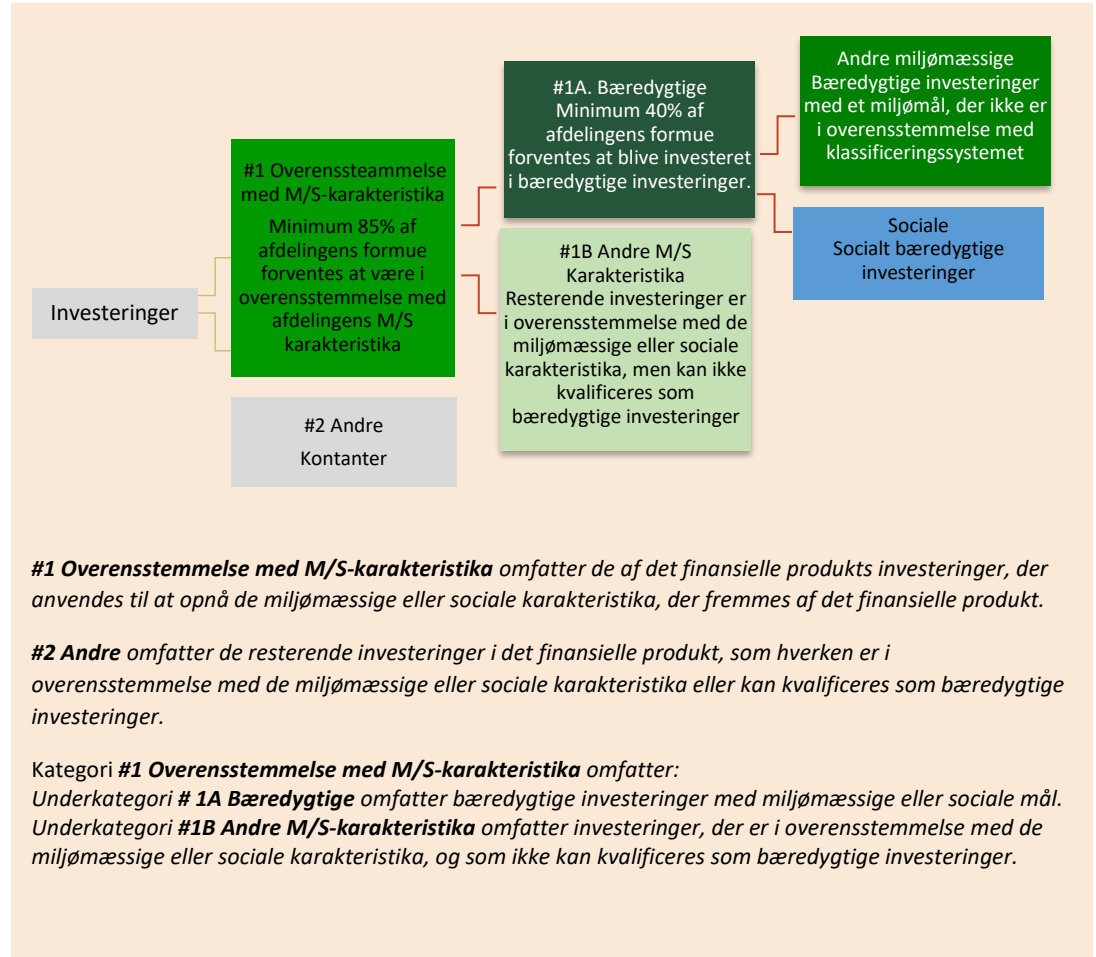 Investeringer
#1 Overenssteammelse
med M/S-karakteristika
Minimum 85% af
afdelingens formue
forventes at være i
overensstemmelse med
afdelingens M/S
karakteristika
#2 Andre
Kontanter
#1A. Bæredygtige
Minimum 40% af
afdelingens formue
forventes at blive investeret
i bæredygtige investeringer.
#1B Andre M/S
Karakteristika
Resterende investeringer er
i overensstemmelse med de
miljømæssige eller sociale
karakteristika, men kan ikke
kvalificeres som
bæredygtige investeringer
Andre miljømæssige
Bæredygtige investeringer
med et miljømål, der ikke er
i overensstemmelse med
klassificeringssystemet
Sociale
Socialt bæredygtige
investeringer
#1 Overensstemmelse med M/S-karakteristika omfatter de af det finansielle produkts investeringer, der
anvendes til at opnå de miljømæssige eller sociale karakteristika, der fremmes af det finansielle produkt.
#2 Andre omfatter de resterende investeringer i det finansielle produkt, som hverken er i
overensstemmelse med de miljømæssige eller sociale karakteristika eller kan kvalificeres som bæredygtige
investeringer.
Kategori #1 Overensstemmelse med M/S-karakteristika omfatter:
Underkategori # 1A Bæredygtige omfatter bæredygtige investeringer med miljømæssige eller sociale mål.
Underkategori #1B Andre M/S-karakteristika omfatter investeringer, der er i overensstemmelse med de
miljømæssige eller sociale karakteristika, og som ikke kan kvalificeres som bæredygtige investeringer.